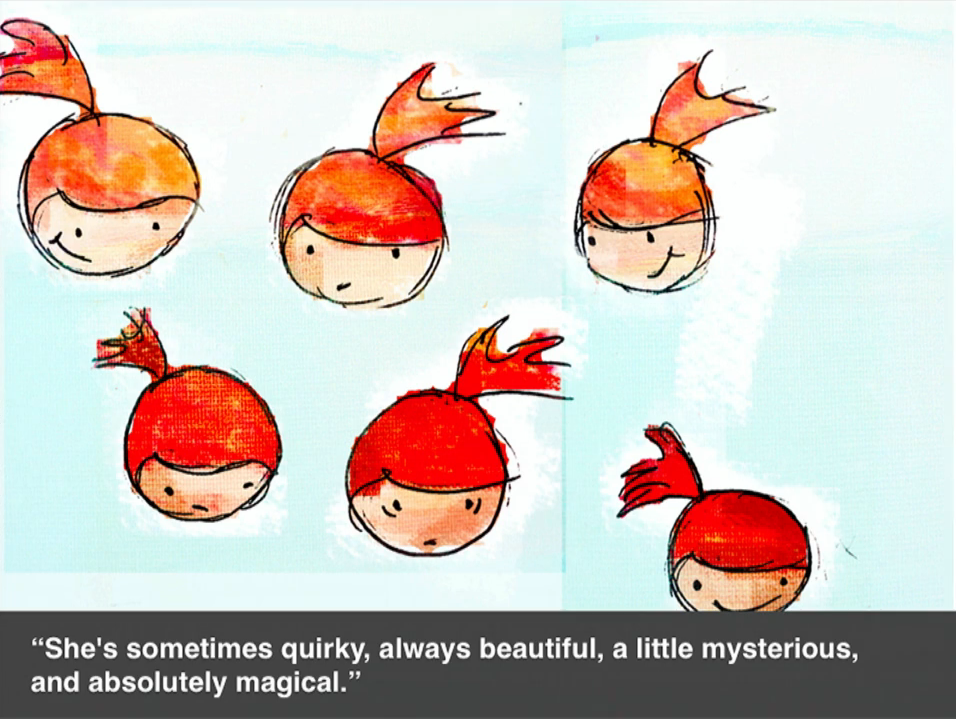 “She's sometimes quirky, always beautiful, a little mysterious,
and absolutely magical.”